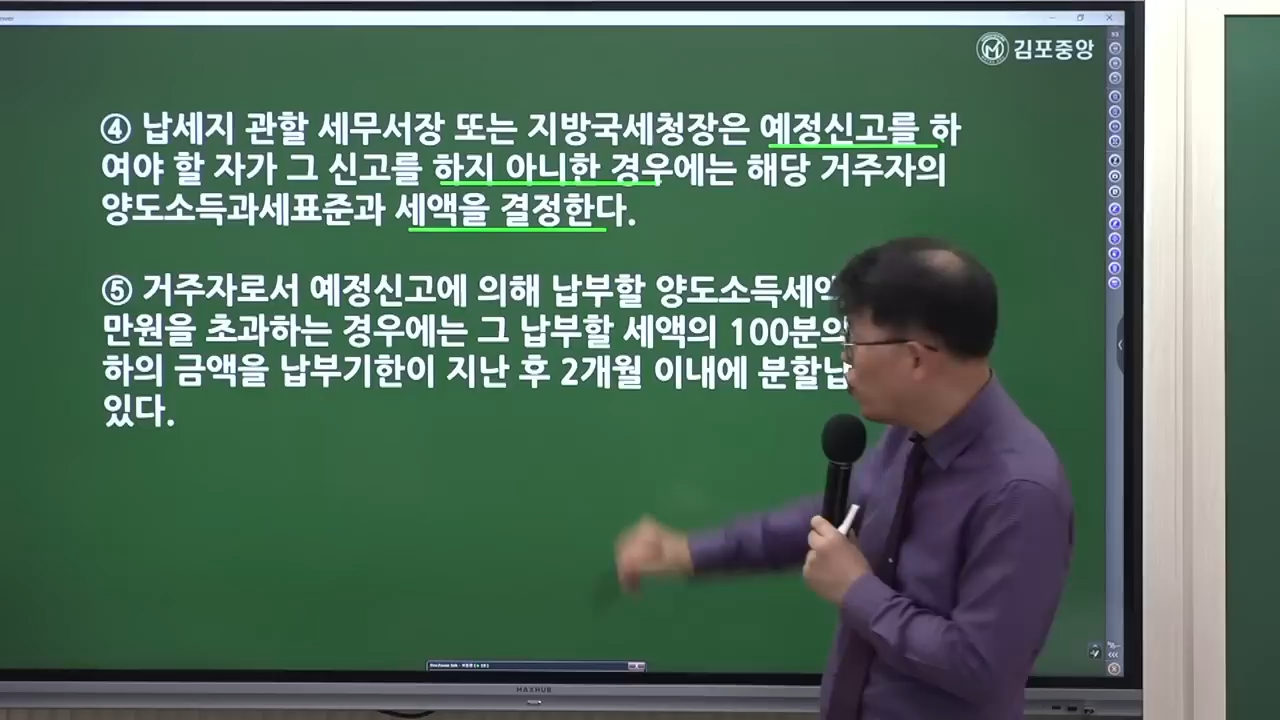 김포중앙
④ 납세지 관할 세무서장 또는 지방국세청장은 예정신고를 하
여야 할 자가 그 신고를 하지 아니한 경우에는 해당 거주자의
양도소득과세표준과 세액을 결정한다.
⑤ 거주자로서 예정신고에 의해 납부할 양도소득세액
만원을 초과하는 경우에는 그 납부할 세액의 100분의
하의 금액을 납부기한이 지난 후 2개월 이내에 분할납
있다.
MAXHUB